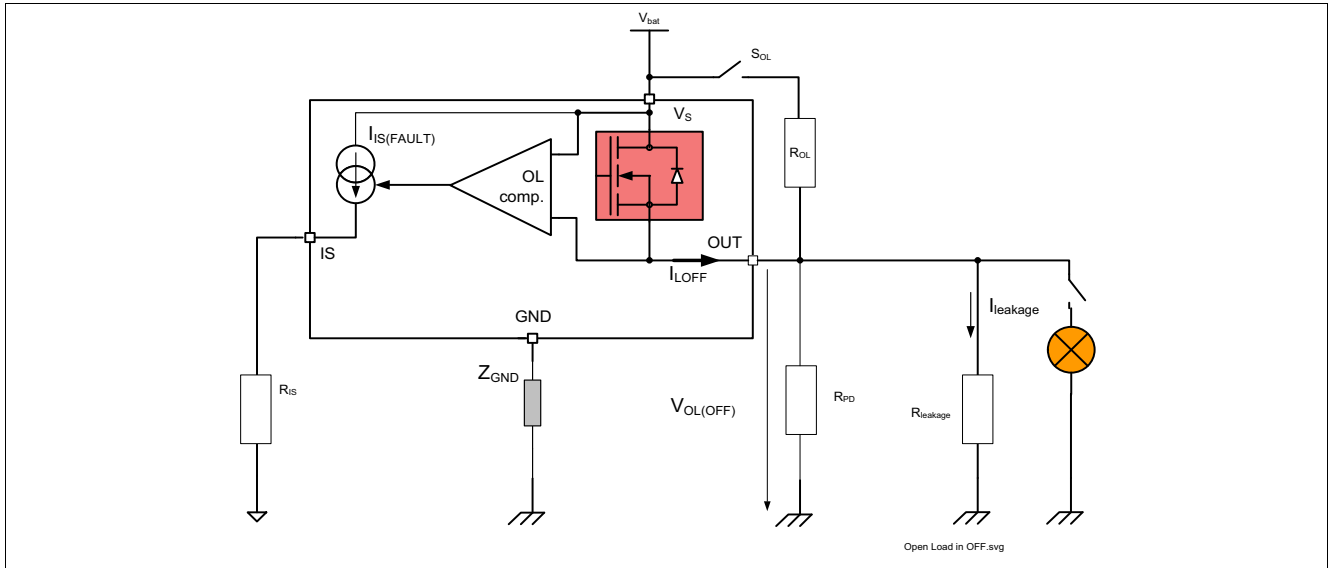 Vbat
SOL
VS
IIS(FAULT)
ROL
OL
comp.
OUT
IS
ILOFF
Ileakage
GND
ZGND
RIS
VOL(OFF)
RPD
Rleakage
Open Load in OFF.svg